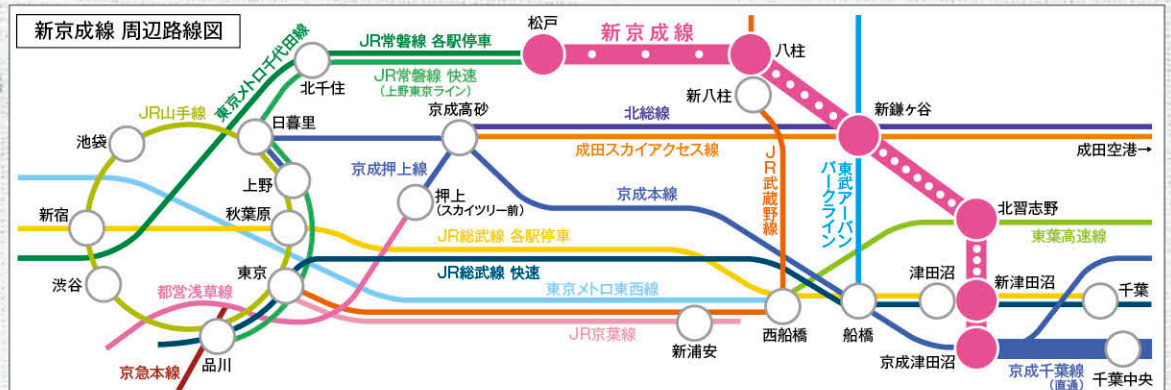 新京成線 周辺路線図
松戸
新京成線
八柱
JR常磐線 各駅停車
JR常磐線 快速
(上野東京ライン)
東京メトロ千代田線
北千住
新八柱
JR山手線
京成高砂
北総線
新鎌ヶ谷
池袋
日暮里
成田スカイアクセス線
成田空港→
京成押上線
JR武蔵野線
東武アーバン
パークライン
上野
押上
(スカイツリー前)
京成本線
新宿
秋葉原
北習志野
JR総武線 各駅停車
東葉高速線
東京
JR総武線 快速
津田沼
新津田沼
渋谷
都営浅草線
東京メトロ東西線
千葉
JR京葉線
品川
新浦安
西船橋
船橋
京成津田沼
京急本線
京成千葉線
(直通)
千葉中央